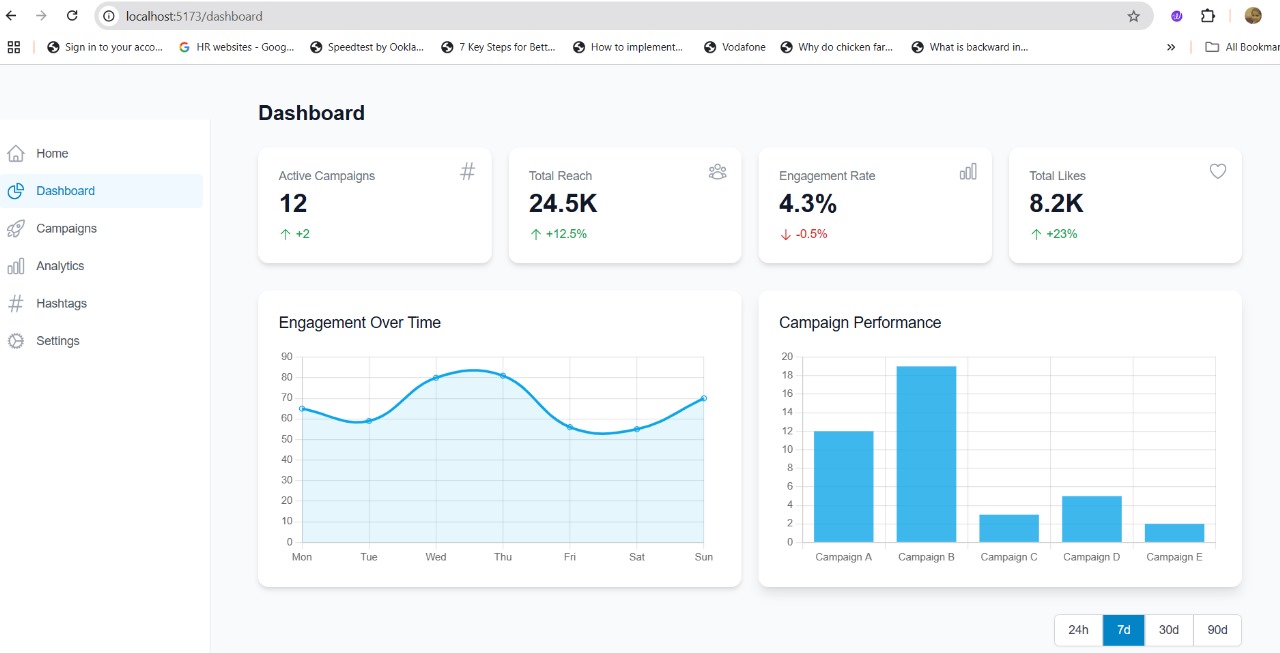 localhost:5173/dashboard
Sign in to your acco...
HR websites - Goog...
Speedtest by Ookla...
7 Key Steps for Bett...
How to implement...
Vodafone
Why do chicken far...
What is backward in...
»
All Bookmar
Dashboard
Home
Dashboard
Campaigns
Analytics
Hashtags
Settings
Active Campaigns
12
↑ +2
Total Reach
24.5K
↑ +12.5%
Engagement Rate
4.3%
↓ -0.5%
Total Likes
8.2K
↑ +23%
Engagement Over Time
90
80
70
60
50
40
30
20
10
0
Mon Tue Wed Thu Fri Sat Sun
Campaign Performance
20
18
16
14
12
10
8
6
4
2
0
Campaign A Campaign B Campaign C Campaign D Campaign E
24h 7d 30d 90d